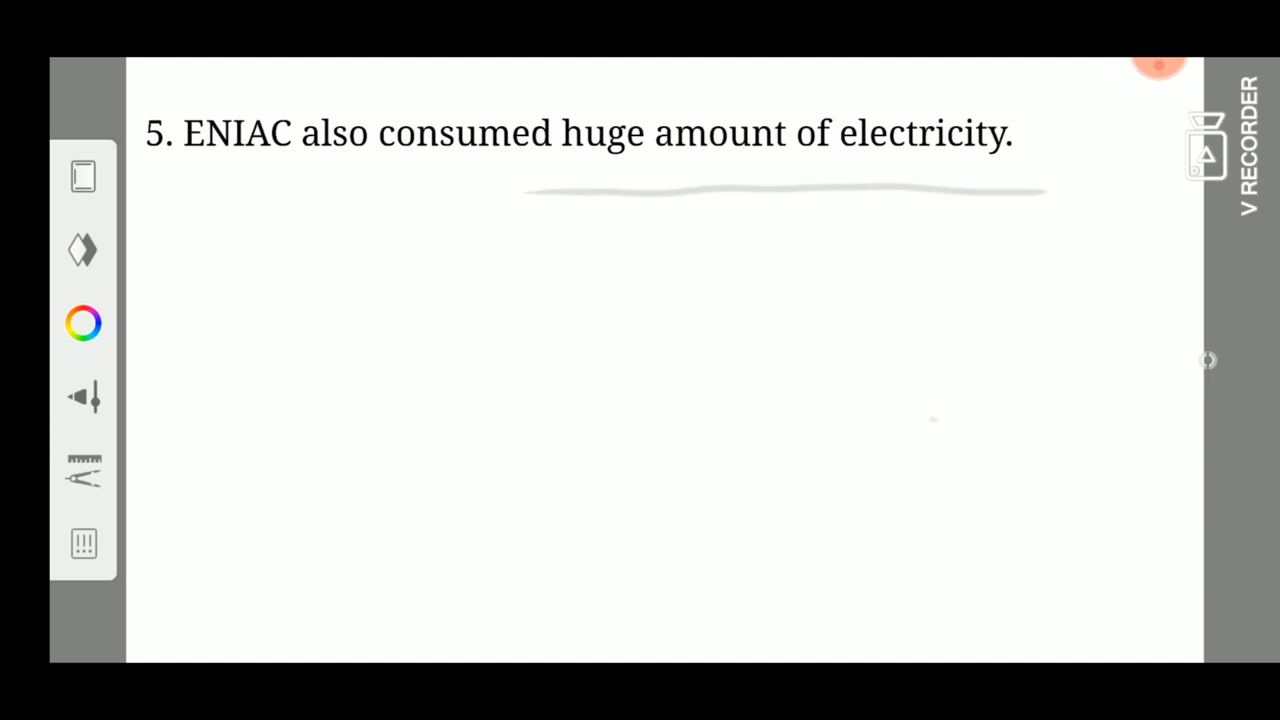 5. ENIAC also consumed huge amount of electricity.
V RECORDER